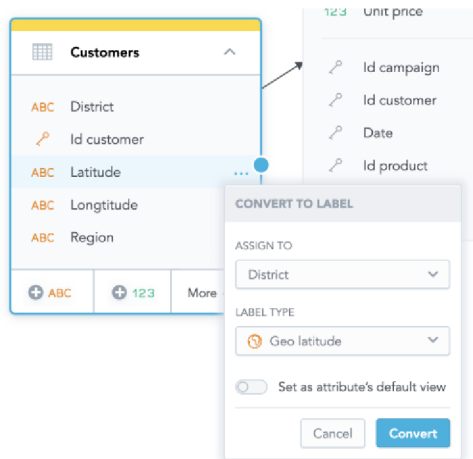 123 Unit price
Customers
ABC District
Id customer
ABC Latitude
ABC Longtitude
ABC Region
ABC
123
More
Id campaign
Id customer
Date
Id product
CONVERT TO LABEL
ASSIGN TO
District
LABEL TYPE
Geo latitude
Set as attribute's default view
Cancel
Convert